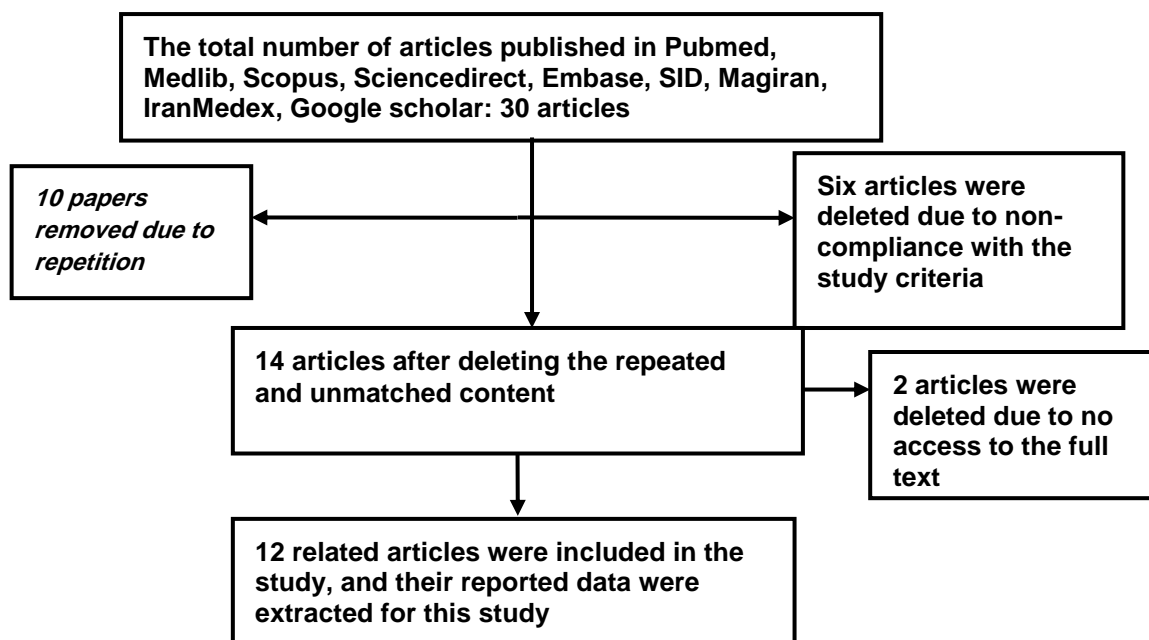 The total number of articles published in Pubmed,
Medlib, Scopus, Sciencedirect, Embase, SID, Magiran,
IranMedex, Google scholar: 30 articles
10 papers
removed due to
repetition
Six articles were
deleted due to non-
compliance with the
study criteria
14 articles after deleting the repeated
and unmatched content
2 articles were
deleted due to no
access to the full
text
12 related articles were included in the
study, and their reported data were
extracted for this study